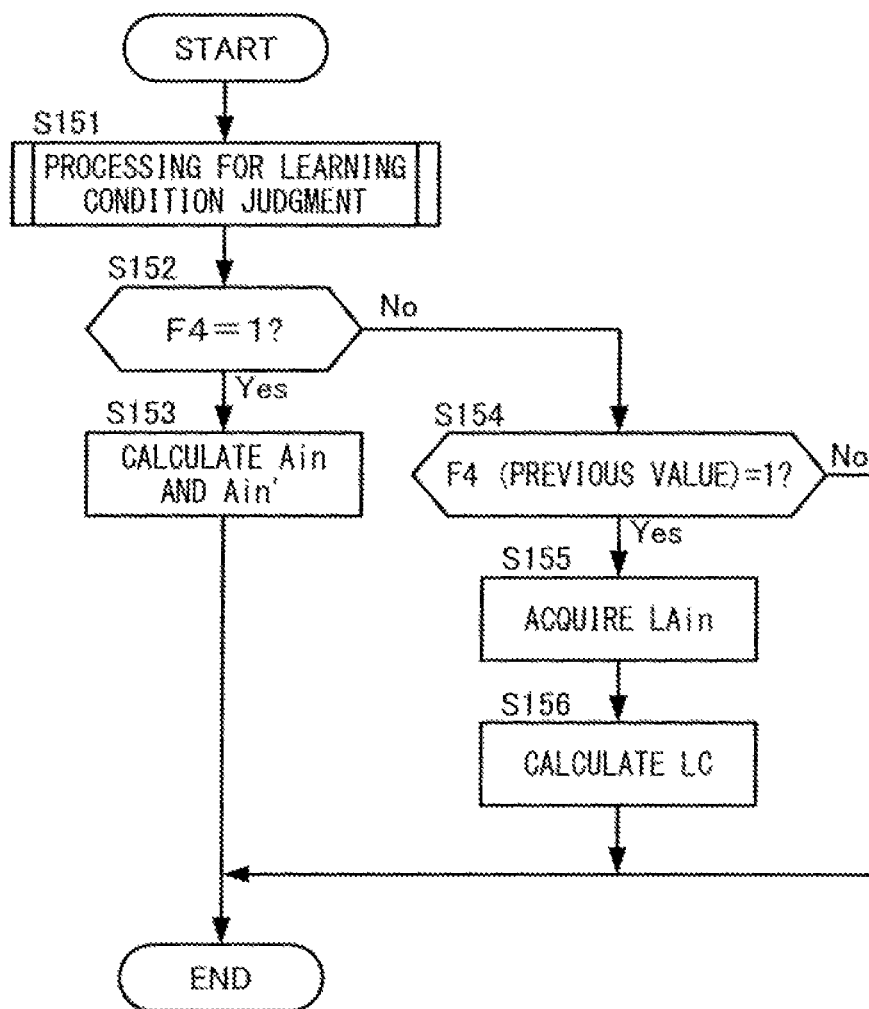 START
S151
PROCESSING FOR LEARNING
CONDITION JUDGMENT
S152
F4=1?
No
Yes
S153
CALCULATE Ain
AND Ain'
S154
F4 (PREVIOUS VALUE)=1?
No
Yes
S155
ACQUIRE LAin
S156
CALCULATE LC
END